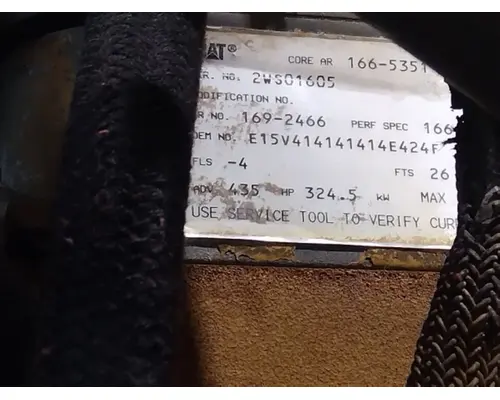 AT® CORE AR 166-5351
R. NO. 2WS01605
ODIFICATION NO.
R NO. 169-2466 PERF SPEC 166
OEM NO. E15V414141414E424F
FLS -4 FTS 26
ADV 435 HP 324.5 KW MAX
USE SERVICE TOOL TO VERIFY CUR